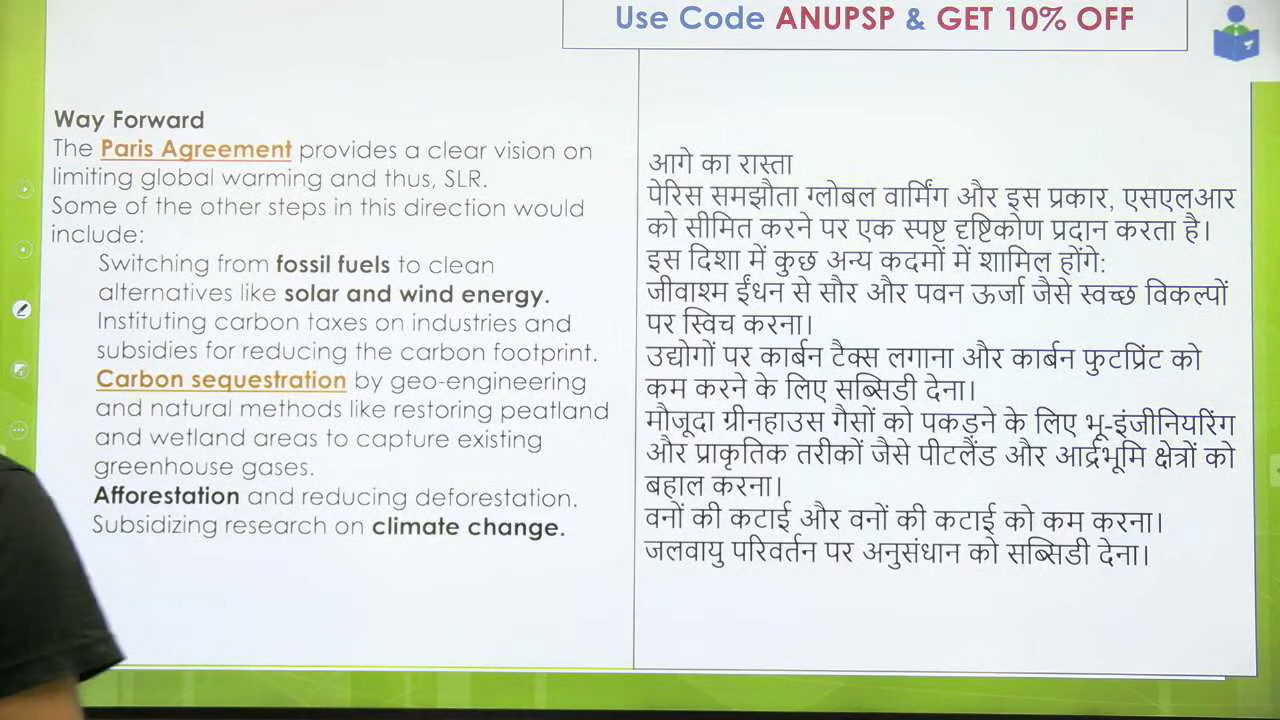 Use Code ANUPSP & GET 10% OFF
Way Forward
The Paris Agreement provides a clear vision on
limiting global warming and thus, SLR.
Some of the other steps in this direction would
include:
Switching from fossil fuels to clean
alternatives like solar and wind energy.
Instituting carbon taxes on industries and
subsidies for reducing the carbon footprint.
Carbon sequestration by geo-engineering
and natural methods like restoring peatland
and wetland areas to capture existing
greenhouse gases.
Afforestation and reducing deforestation.
Subsidizing research on climate change.
आगे का रास्ता
पेरिस समझौता ग्लोबल वार्मिंग और इस प्रकार, एसएलआर
को सीमित करने पर एक स्पष्ट दृष्टिकोण प्रदान करता है।
इस दिशा में कुछ अन्य कदमों में शामिल होंगे:
जीवाश्म ईंधन से सौर और पवन ऊर्जा जैसे स्वच्छ विकल्पों
पर स्विच करना।
उद्योगों पर कार्बन टैक्स लगाना और कार्बन फुटप्रिंट को
कम करने के लिए सब्सिडी देना।
मौजूदा ग्रीनहाउस गैसों को पकड़ने के लिए भू-इंजीनियरिंग
और प्राकृतिक तरीकों जैसे पीटलैंड और आर्द्रभूमि क्षेत्रों को
बहाल करना।
वनों की कटाई और वनों की कटाई को कम करना।
जलवायु परिवर्तन पर अनुसंधान को सब्सिडी देना।